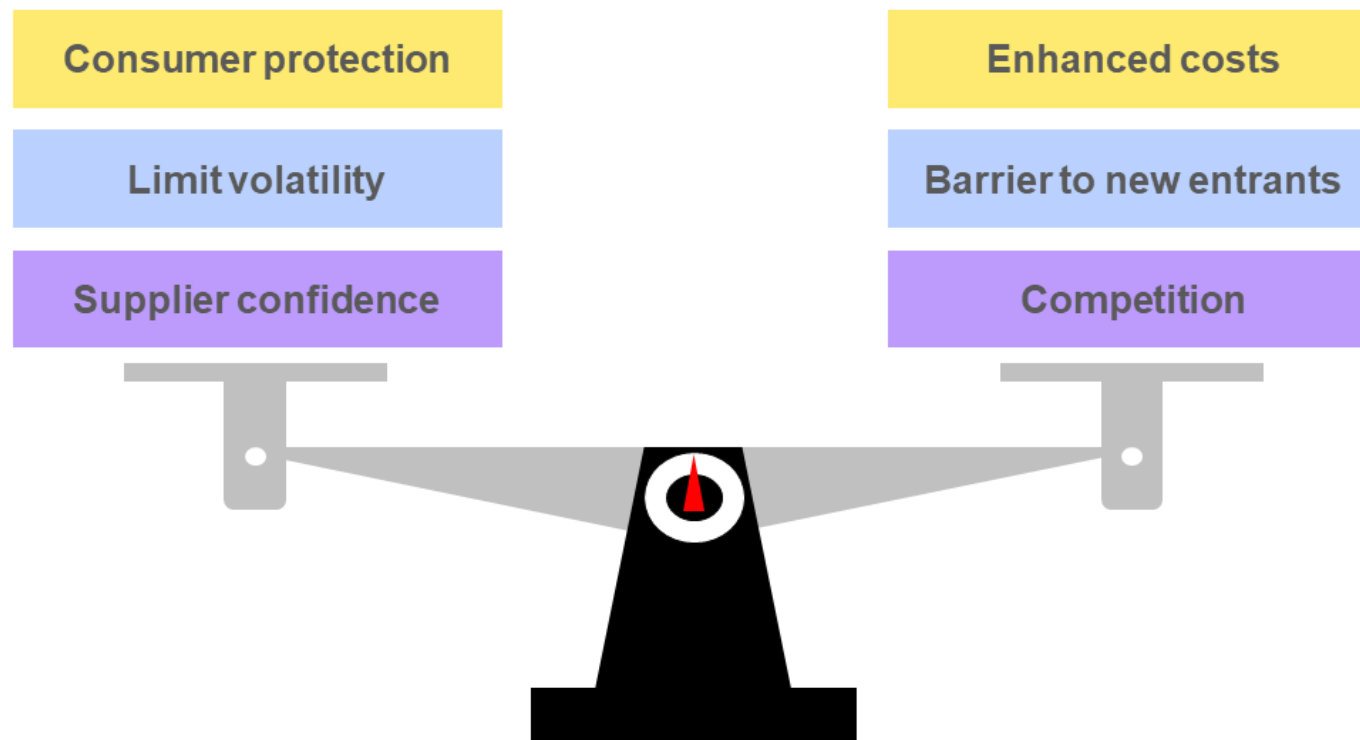 Consumer protection
Enhanced costs
Limit volatility
Barrier to new entrants
Supplier confidence
Competition